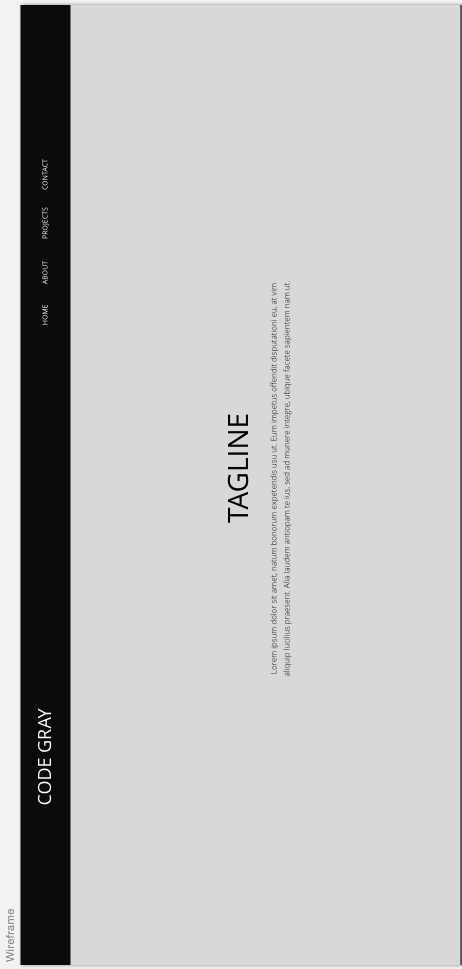 Wireframe
CODE GRAY
HOME ABOUT PROJECTS CONTACT
TAGLINE
Lorem ipsum dolor sit amet, natum bonorum expetendis usu ut. Eum impetus offendit disputationi eu, at vim
aliquip lucilius praesent. Alia laudem antiopam te ius, sed ad munere integre, ubique facete sapientem nam ut.